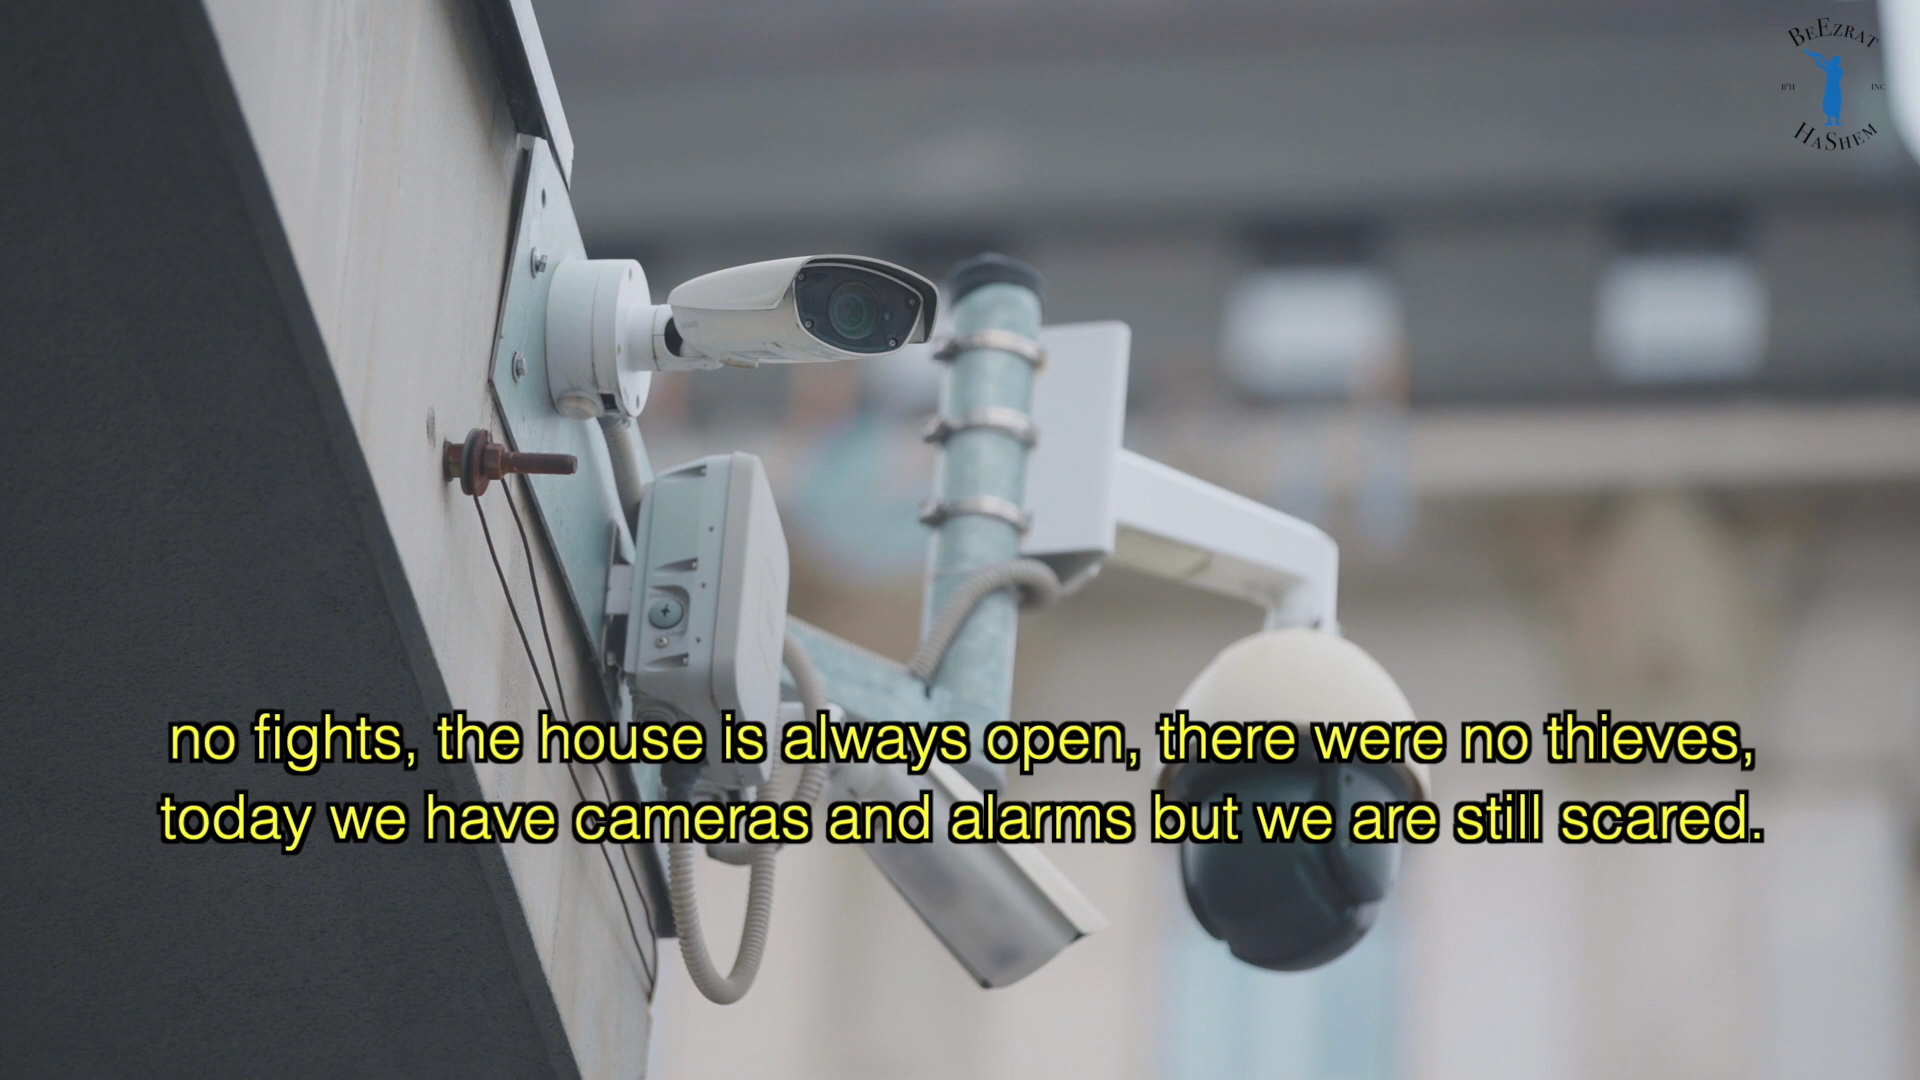 BeEzrat
B"H
INC
HaShem
no fights, the house is always open, there were no thieves,
today we have cameras and alarms but we are still scared.